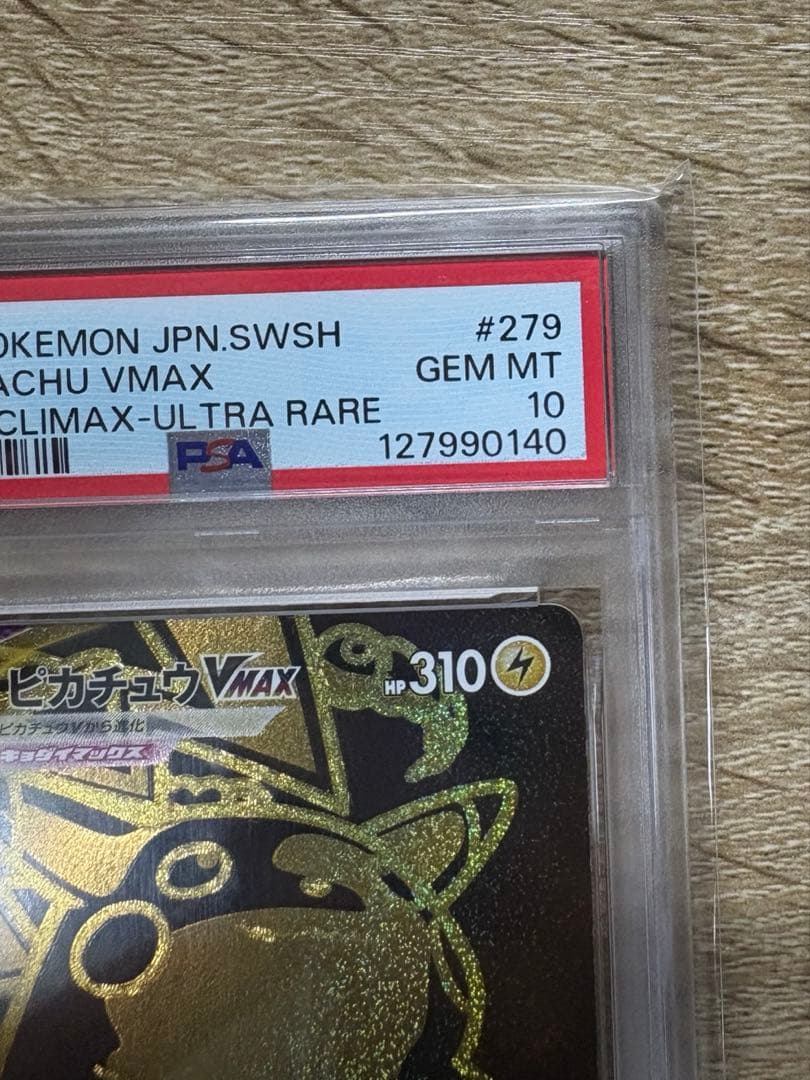 OKEMON JPN.SWSH #279
ACHU VMAX GEM MT
CLIMAX-ULTRA RARE 10
PSA 127990140
ピカチュウVMAX HP310
ピカチュウVから進化
キョダイマックス